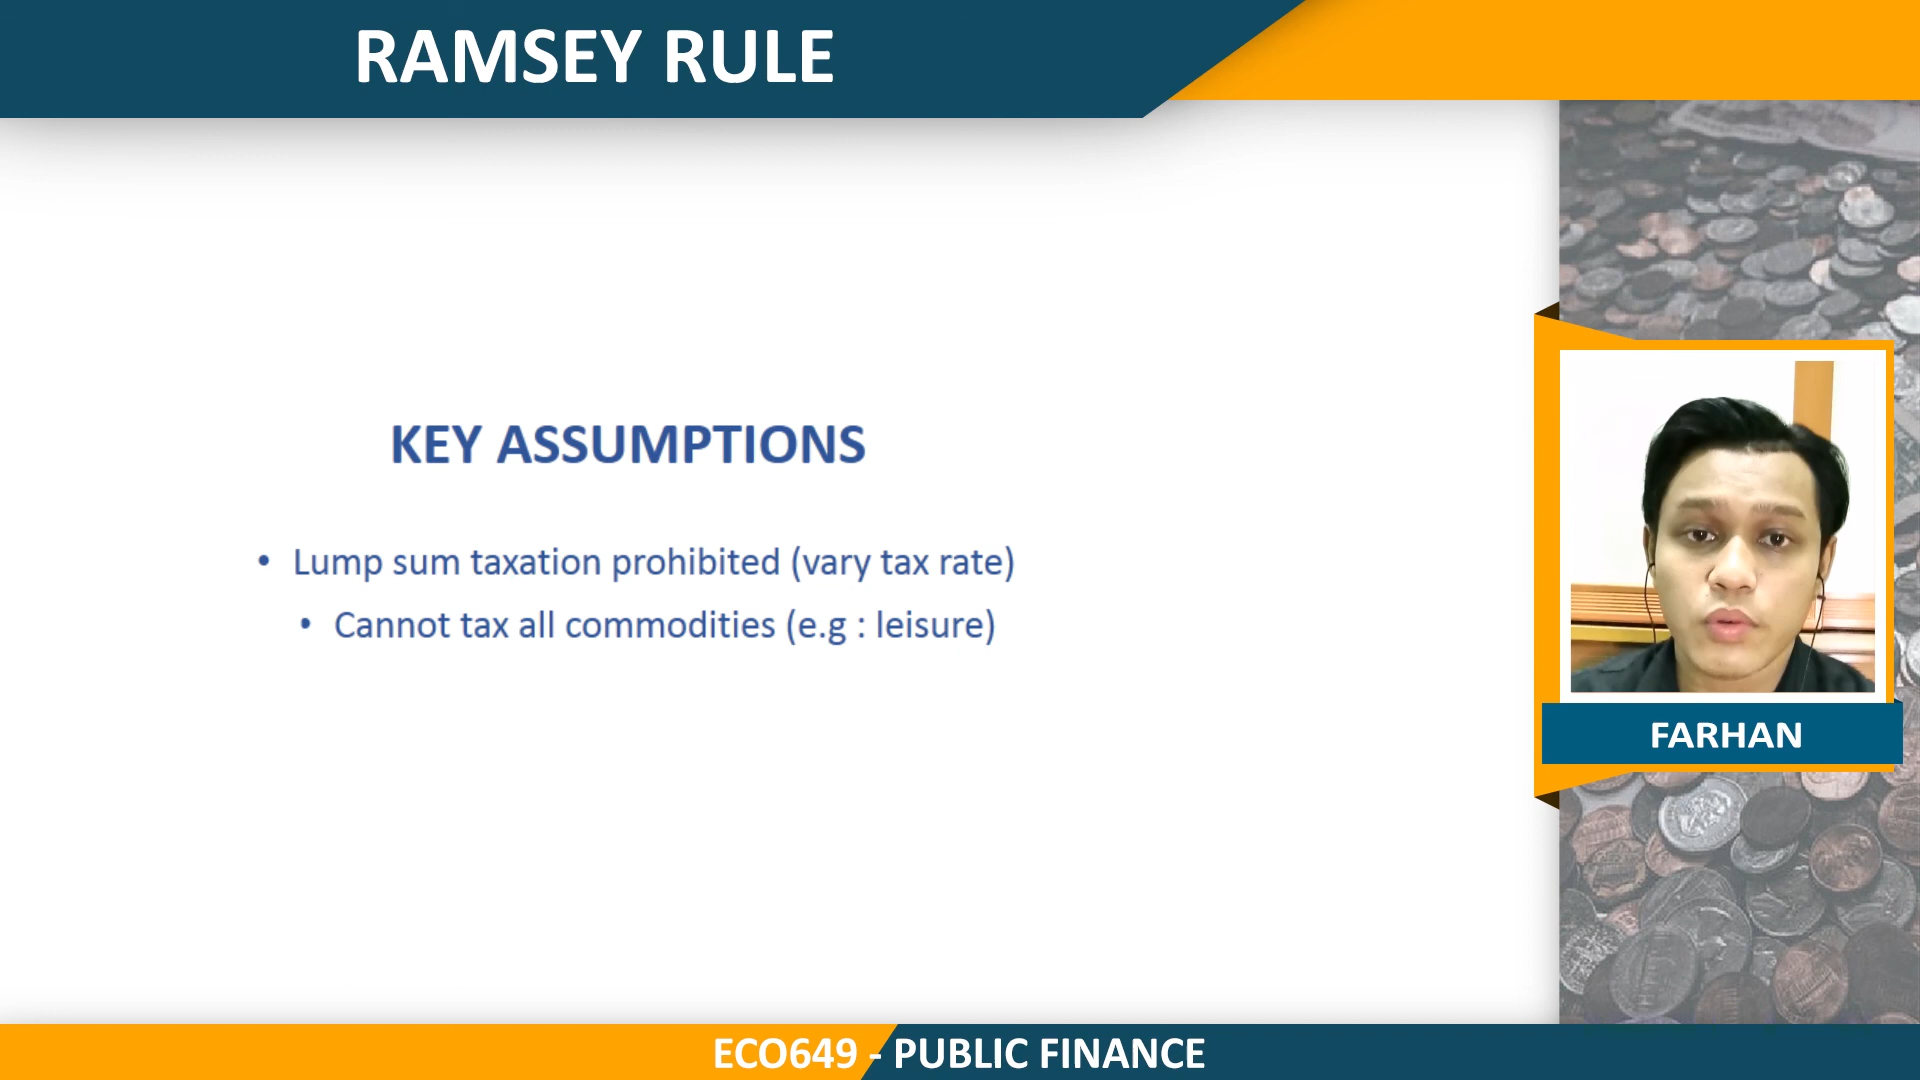 RAMSEY RULE
KEY ASSUMPTIONS
• Lump sum taxation prohibited (vary tax rate)
• Cannot tax all commodities (e.g : leisure)
FARHAN
ECO649 - PUBLIC FINANCE